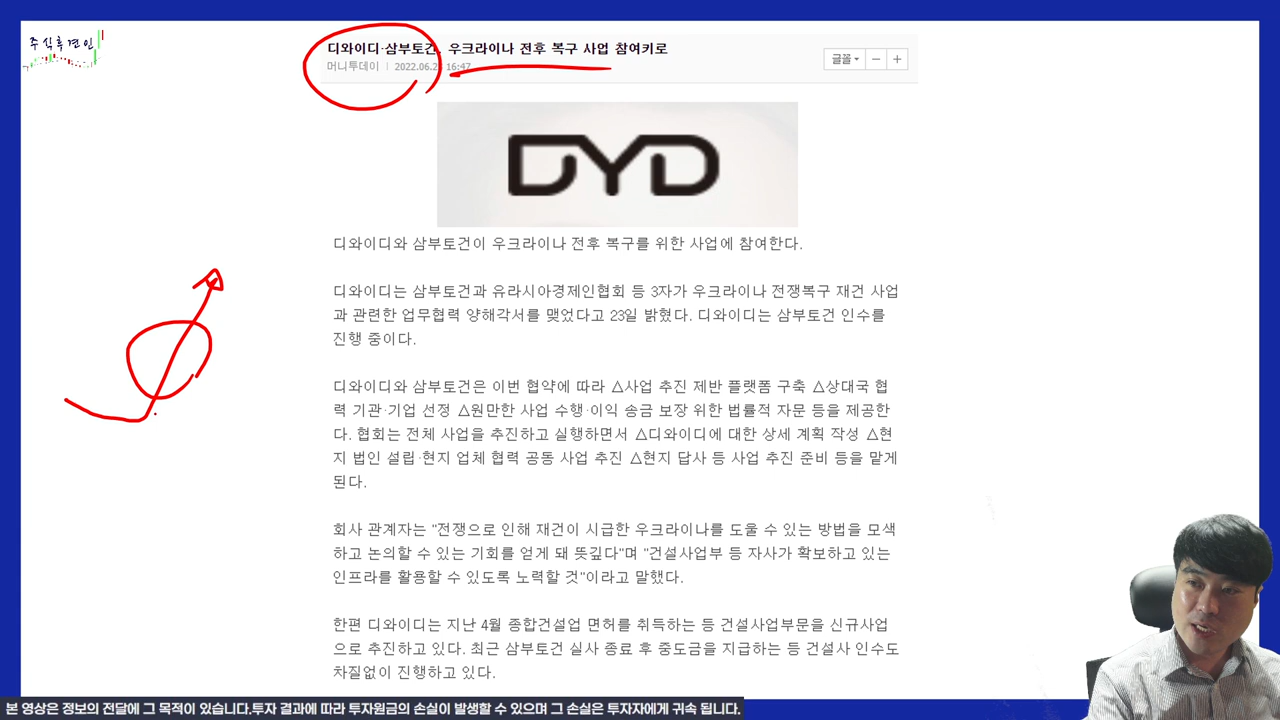 주식후견인
디와이디·삼부토건, 우크라이나 전후 복구 사업 참여키로
머니투데이 2022.06.2 16:47
글꼴 − +
DYD
디와이디와 삼부토건이 우크라이나 전후 복구를 위한 사업에 참여한다.
디와이디는 삼부토건과 유라시아경제인협회 등 3자가 우크라이나 전쟁복구 재건 사업
과 관련한 업무협력 양해각서를 맺었다고 23일 밝혔다. 디와이디는 삼부토건 인수를
진행 중이다.
디와이디와 삼부토건은 이번 협약에 따라 △사업 추진 제반 플랫폼 구축 △상대국 협
력 기관·기업 선정 △원만한 사업 수행·이익 송금 보장 위한 법률적 자문 등을 제공한
다. 협회는 전체 사업을 추진하고 실행하면서 △디와이디에 대한 상세 계획 작성 △현
지 법인 설립·현지 업체 협력 공동 사업 추진 △현지 답사 등 사업 추진 준비 등을 맡게
된다.
회사 관계자는 "전쟁으로 인해 재건이 시급한 우크라이나를 도울 수 있는 방법을 모색
하고 논의할 수 있는 기회를 얻게 돼 뜻깊다"며 "건설사업부 등 자사가 확보하고 있는
인프라를 활용할 수 있도록 노력할 것"이라고 말했다.
한편 디와이디는 지난 4월 종합건설업 면허를 취득하는 등 건설사업부문을 신규사업
으로 추진하고 있다. 최근 삼부토건 실사 종료 후 중도금을 지급하는 등 건설사 인수도
차질없이 진행하고 있다.
본 영상은 정보의 전달에 그 목적이 있습니다.투자 결과에 따라 투자원금의 손실이 발생할 수 있으며 그 손실은 투자자에게 귀속 됩니다.